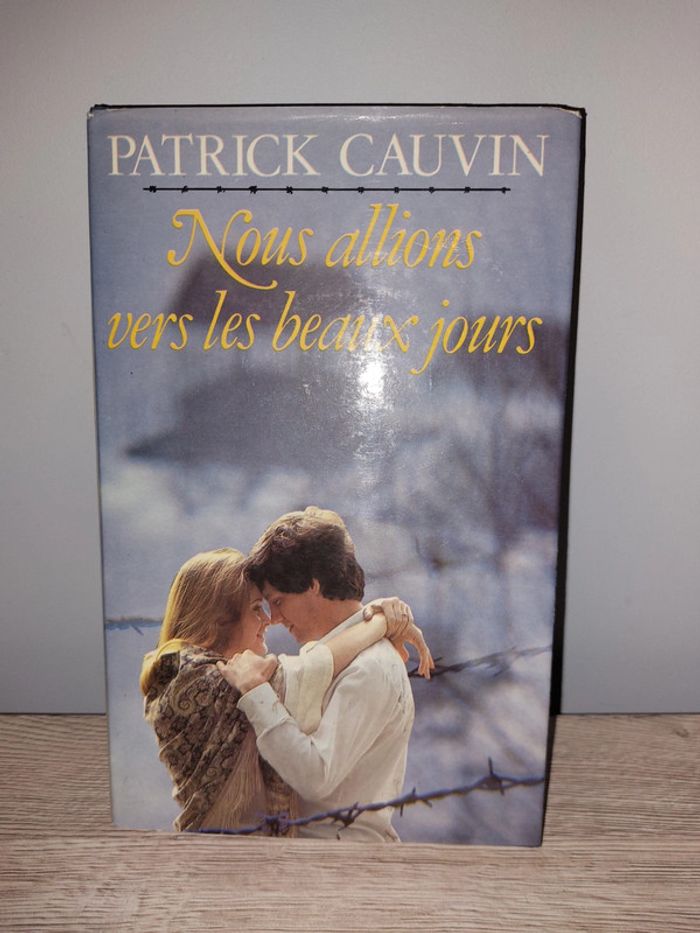 PATRICK CAUVIN
Nous allions
vers les beaux jours